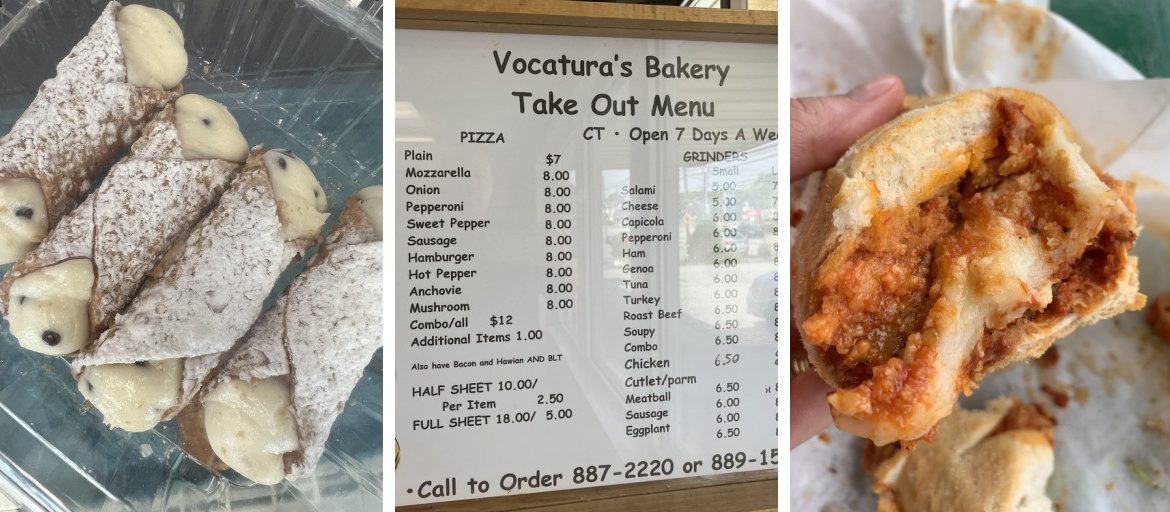 Vocatura's Bakery
Take Out Menu
CT • Open 7 Days A
PIZZA
Plain $7
Mozzarella 8.00
Onion 8.00
Pepperoni 8.00
Sweet Pepper 8.00
Sausage 8.00
Hamburger 8.00
Hot Pepper 8.00
Anchovie 8.00
Mushroom 8.00
Combo/all $12
Additional Items 1.00
Also have Bacon and Hawian AND BLT
HALF SHEET 10.00/
Per Item 2.50
FULL SHEET 18.00/ 5.00
GRINDERS
Small
Salami 5.00
Cheese 5.00
Capicola 6.00
Pepperoni 6.00
Ham 6.00
Genoa 6.00
Tuna 6.00
Turkey 6.00
Roast Beef 6.50
Soupy 6.50
Combo 6.50
Chicken 6.50
Cutlet/parm 6.50
Meatball 6.00
Sausage 6.00
Eggplant 6.50
•Call to Order 887-2220 or